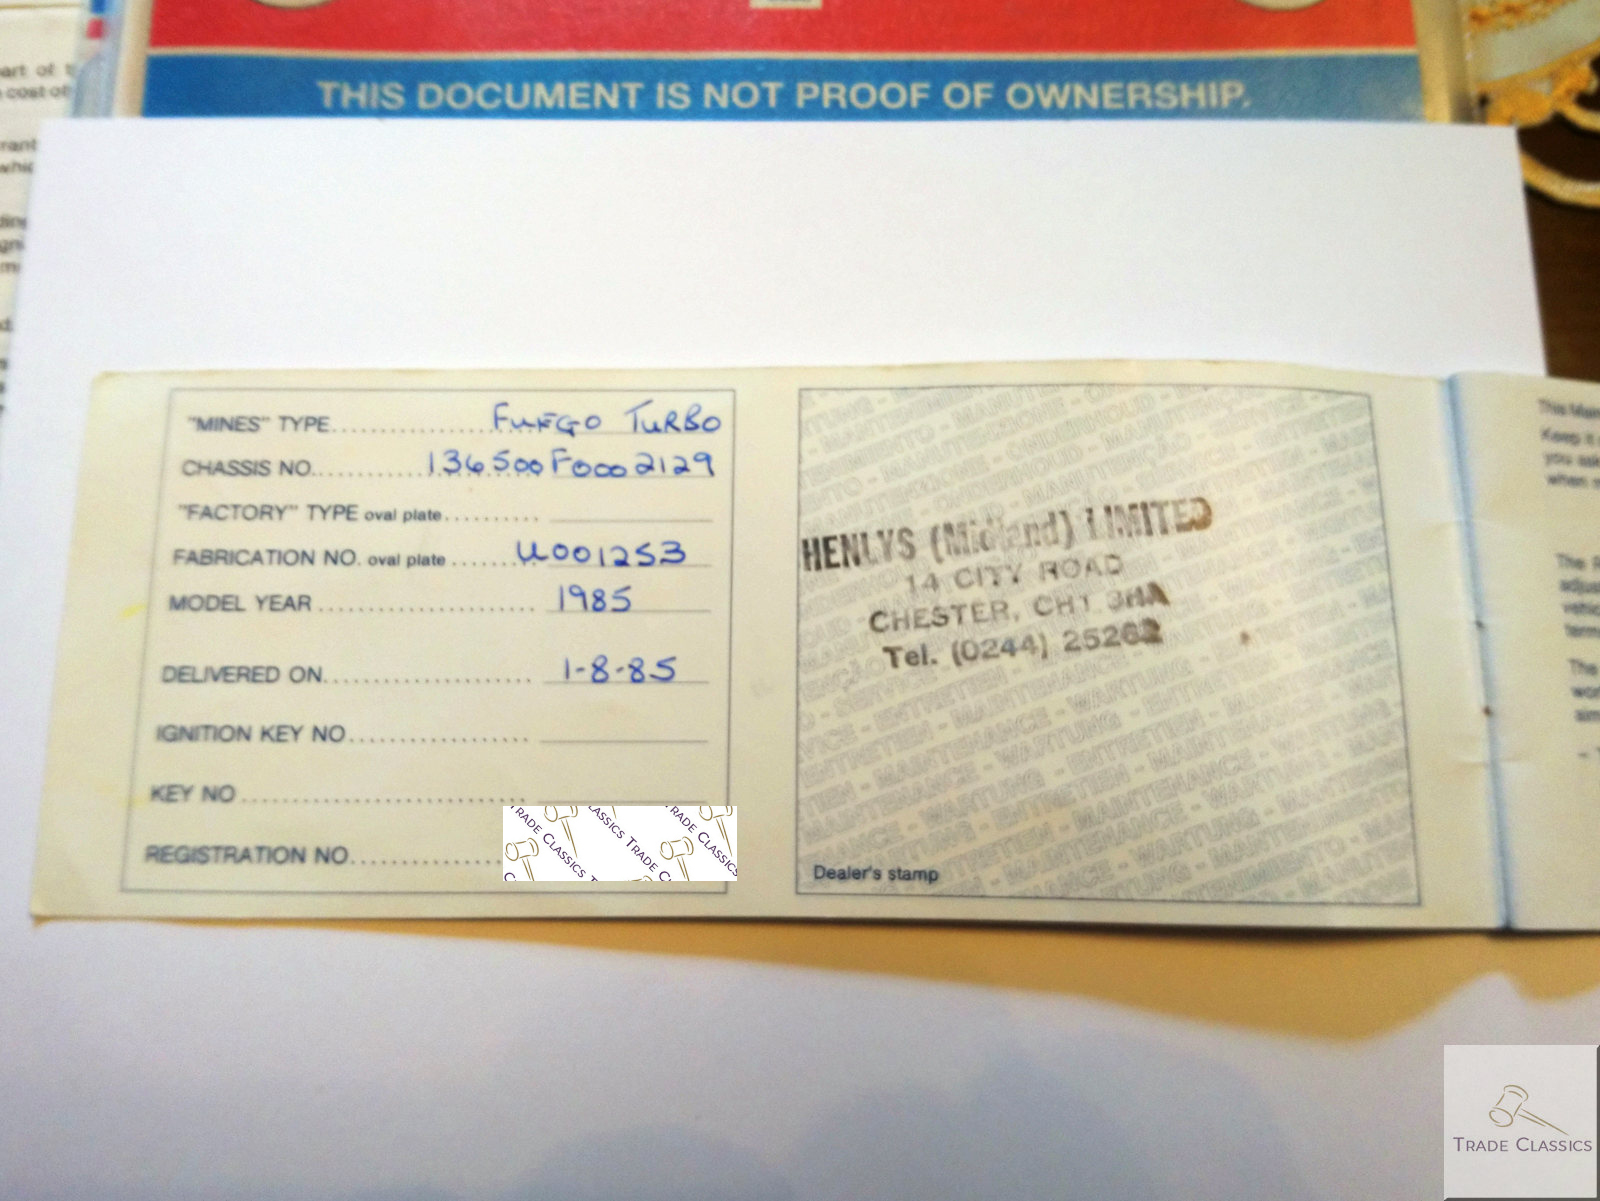 THIS DOCUMENT IS NOT PROOF OF OWNERSHIP.
"MINES" TYPE.................... FUEGO TURBO
CHASSIS NO........... 136500F0002129
"FACTORY" TYPE oval plate..........
FABRICATION NO. oval plate ....... U001253
MODEL YEAR ....................... 1985
DELIVERED ON...................... 1-8-85
IGNITION KEY NO....................
KEY NO ..............................
REGISTRATION NO................
HENLYS (Midland) LIMITED
14 CITY ROAD
CHESTER, CH1 3HA
Tel. (0244) 25262
Dealer's stamp
TRADE CLASSICS